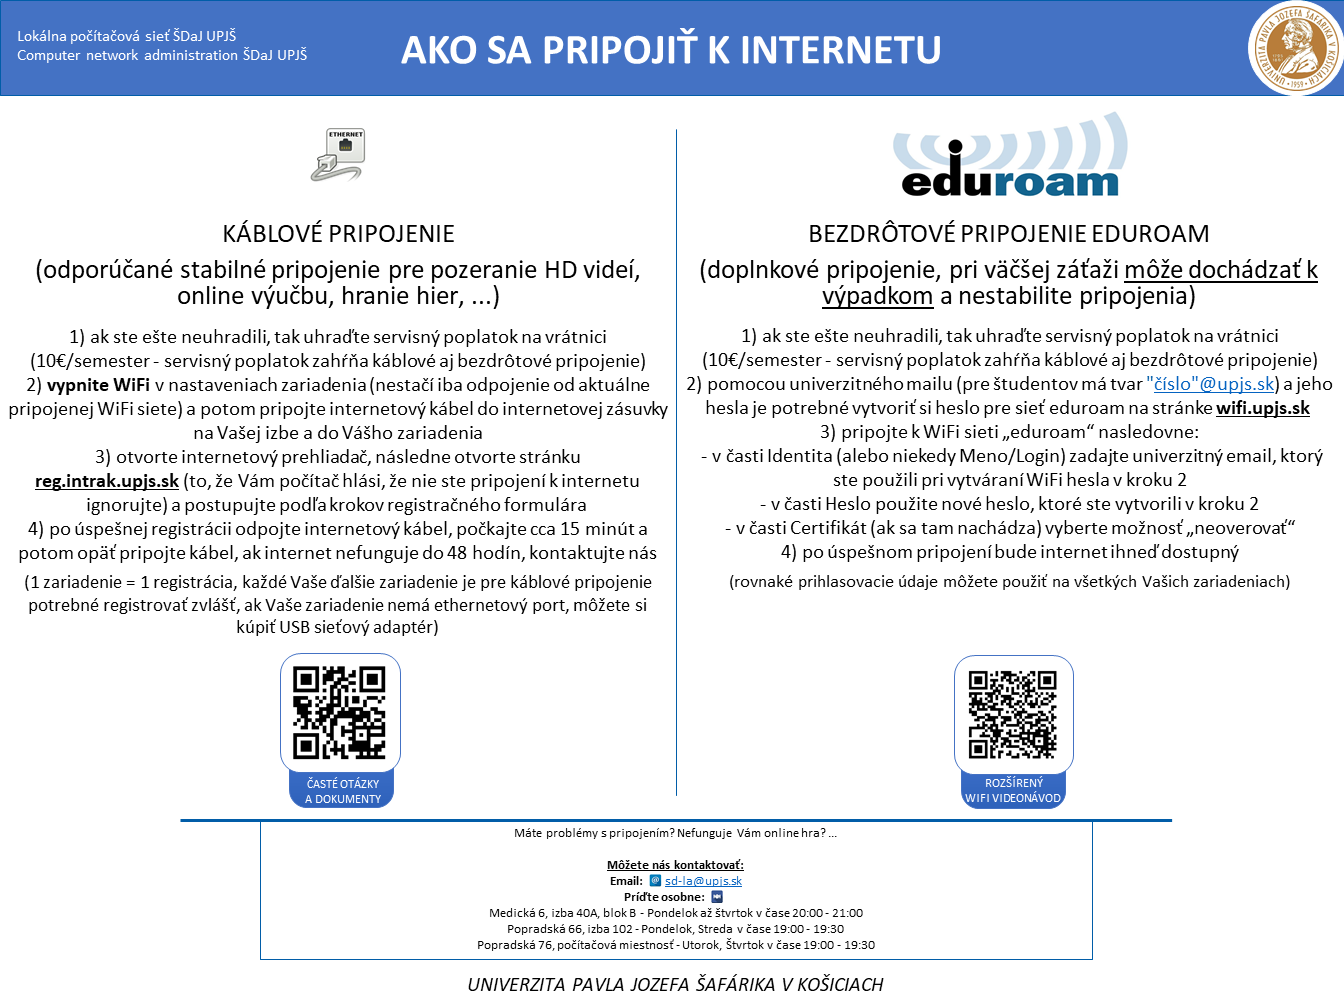 Lokálna počítačová sieť ŠDaJ UPJŠ
Computer network administration ŠDaJ UPJŠ
AKO SA PRIPOJIŤ K INTERNETU
UNIVERZITA PAVLA JOZEFA ŠAFÁRIKA V KOŠICIACH
• 1959 •
ETHERNET
KÁBLOVÉ PRIPOJENIE
(odporúčané stabilné pripojenie pre pozeranie HD videí,
online výučbu, hranie hier, ...)
1) ak ste ešte neuhradili, tak uhraďte servisný poplatok na vrátnici
(10€/semester - servisný poplatok zahŕňa káblové aj bezdrôtové pripojenie)
2) vypnite WiFi v nastaveniach zariadenia (nestačí iba odpojenie od aktuálne
pripojenej WiFi siete) a potom pripojte internetový kábel do internetovej zásuvky
na Vašej izbe a do Vášho zariadenia
3) otvorte internetový prehliadač, následne otvorte stránku
reg.intrak.upjs.sk (to, že Vám počítač hlási, že nie ste pripojení k internetu
ignorujte) a postupujte podľa krokov registračného formulára
4) po úspešnej registrácii odpojte internetový kábel, počkajte cca 15 minút a
potom opäť pripojte kábel, ak internet nefunguje do 48 hodín, kontaktujte nás
(1 zariadenie = 1 registrácia, každé Vaše ďalšie zariadenie je pre káblové pripojenie
potrebné registrovať zvlášť, ak Vaše zariadenie nemá ethernetový port, môžete si
kúpiť USB sieťový adaptér)
ČASTÉ OTÁZKY
A DOKUMENTY
eduroam
BEZDRÔTOVÉ PRIPOJENIE EDUROAM
(doplnkové pripojenie, pri väčšej záťaži môže dochádzať k
výpadkom a nestabilite pripojenia)
1) ak ste ešte neuhradili, tak uhraďte servisný poplatok na vrátnici
(10€/semester - servisný poplatok zahŕňa káblové aj bezdrôtové pripojenie)
2) pomocou univerzitného mailu (pre študentov má tvar "číslo"@upjs.sk) a jeho
hesla je potrebné vytvoriť si heslo pre sieť eduroam na stránke wifi.upjs.sk
3) pripojte k WiFi sieti „eduroam“ nasledovne:
- v časti Identita (alebo niekedy Meno/Login) zadajte univerzitný email, ktorý
ste použili pri vytváraní WiFi hesla v kroku 2
- v časti Heslo použite nové heslo, ktoré ste vytvorili v kroku 2
- v časti Certifikát (ak sa tam nachádza) vyberte možnosť „neoverovať“
4) po úspešnom pripojení bude internet ihneď dostupný
(rovnaké prihlasovacie údaje môžete použiť na všetkých Vašich zariadeniach)
ROZŠÍRENÝ
WIFI VIDEONÁVOD
Máte problémy s pripojením? Nefunguje Vám online hra? ...
Môžete nás kontaktovať:
Email: sd-la@upjs.sk
Príďte osobne:
Medická 6, izba 40A, blok B - Pondelok až štvrtok v čase 20:00 - 21:00
Popradská 66, izba 102 - Pondelok, Streda v čase 19:00 - 19:30
Popradská 76, počítačová miestnosť - Utorok, Štvrtok v čase 19:00 - 19:30
UNIVERZITA PAVLA JOZEFA ŠAFÁRIKA V KOŠICIACH